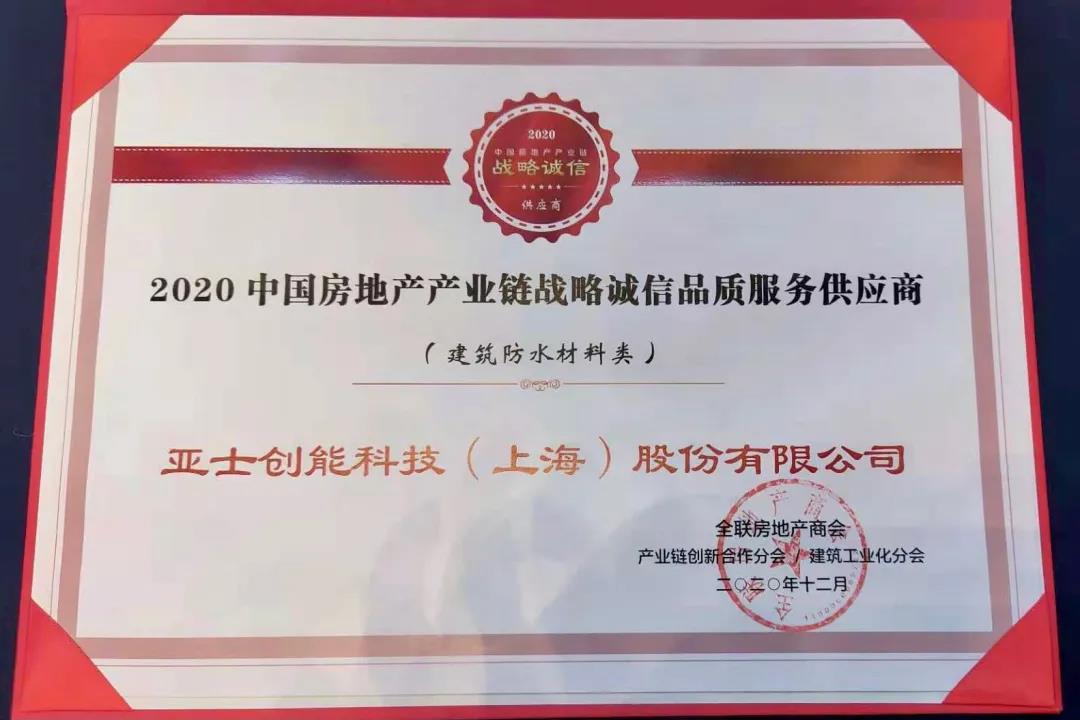 2020
中国房地产产业链
战略诚信
供应商
2020 中国房地产产业链战略诚信品质服务供应商
（建筑防水材料类）
亚士创能科技（上海）股份有限公司
全联房地产商会
产业链创新合作分会 / 建筑工业化分会
二〇二〇年十二月